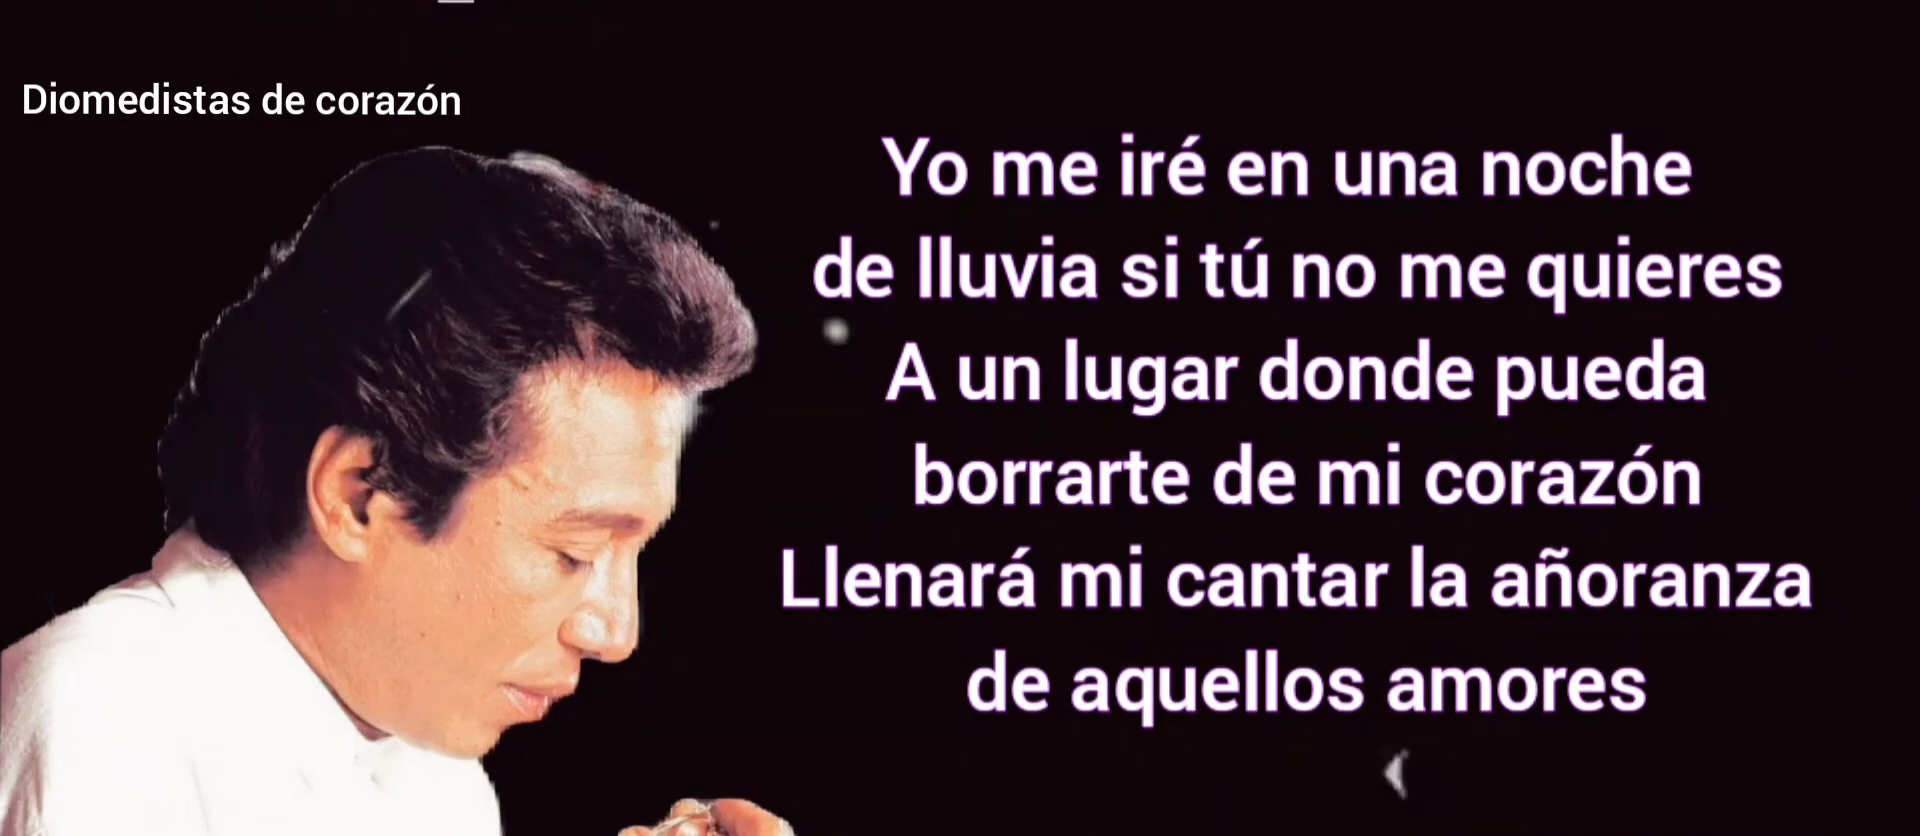 Diomedistas de corazón
Yo me iré en una noche
de lluvia si tú no me quieres
A un lugar donde pueda
borrarte de mi corazón
Llenará mi cantar la añoranza
de aquellos amores